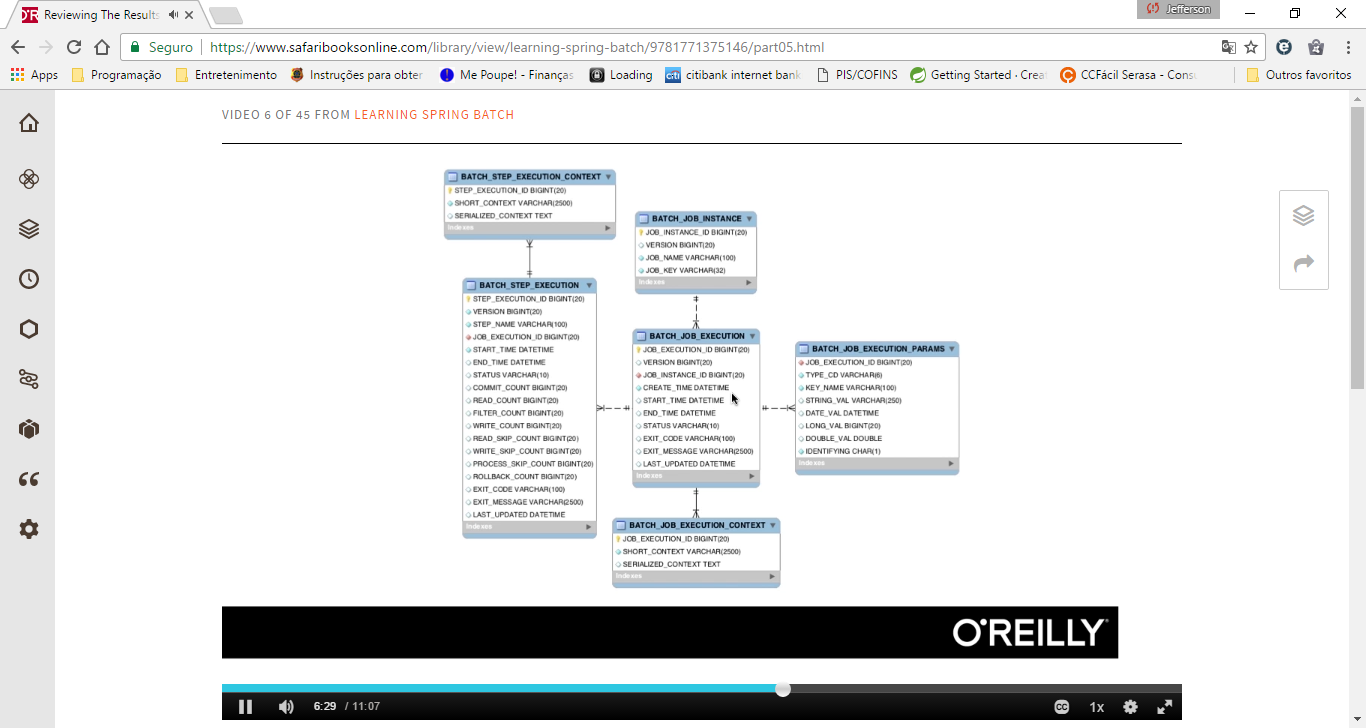 Reviewing The Results
Jefferson
Seguro
https://www.safaribooksonline.com/library/view/learning-spring-batch/9781771375146/part05.html
Apps
Programação
Entretenimento
Instruções para obter
Me Poupe! - Finanças
Loading
citi
citibank internet bank
PIS/COFINS
Getting Started · Crea
CCFácil Serasa - Cons
Outros favoritos
VIDEO 6 OF 45 FROM LEARNING SPRING BATCH
BATCH_STEP_EXECUTION_CONTEXT
STEP_EXECUTION_ID BIGINT(20)
SHORT_CONTEXT VARCHAR(2500)
SERIALIZED_CONTEXT TEXT
Indexes
BATCH_JOB_INSTANCE
JOB_INSTANCE_ID BIGINT(20)
VERSION BIGINT(20)
JOB_NAME VARCHAR(100)
JOB_KEY VARCHAR(32)
Indexes
BATCH_STEP_EXECUTION
STEP_EXECUTION_ID BIGINT(20)
VERSION BIGINT(20)
STEP_NAME VARCHAR(100)
JOB_EXECUTION_ID BIGINT(20)
START_TIME DATETIME
END_TIME DATETIME
STATUS VARCHAR(10)
COMMIT_COUNT BIGINT(20)
READ_COUNT BIGINT(20)
FILTER_COUNT BIGINT(20)
WRITE_COUNT BIGINT(20)
READ_SKIP_COUNT BIGINT(20)
WRITE_SKIP_COUNT BIGINT(20)
PROCESS_SKIP_COUNT BIGINT(20)
ROLLBACK_COUNT BIGINT(20)
EXIT_CODE VARCHAR(100)
EXIT_MESSAGE VARCHAR(2500)
LAST_UPDATED DATETIME
Indexes
BATCH_JOB_EXECUTION
JOB_EXECUTION_ID BIGINT(20)
VERSION BIGINT(20)
JOB_INSTANCE_ID BIGINT(20)
CREATE_TIME DATETIME
START_TIME DATETIME
END_TIME DATETIME
STATUS VARCHAR(10)
EXIT_CODE VARCHAR(100)
EXIT_MESSAGE VARCHAR(2500)
LAST_UPDATED DATETIME
Indexes
BATCH_JOB_EXECUTION_PARAMS
JOB_EXECUTION_ID BIGINT(20)
TYPE_CD VARCHAR(6)
KEY_NAME VARCHAR(100)
STRING_VAL VARCHAR(250)
DATE_VAL DATETIME
LONG_VAL BIGINT(20)
DOUBLE_VAL DOUBLE
IDENTIFYING CHAR(1)
Indexes
BATCH_JOB_EXECUTION_CONTEXT
JOB_EXECUTION_ID BIGINT(20)
SHORT_CONTEXT VARCHAR(2500)
SERIALIZED_CONTEXT TEXT
Indexes
O'REILLY
6:29 / 11:07
CC
1x